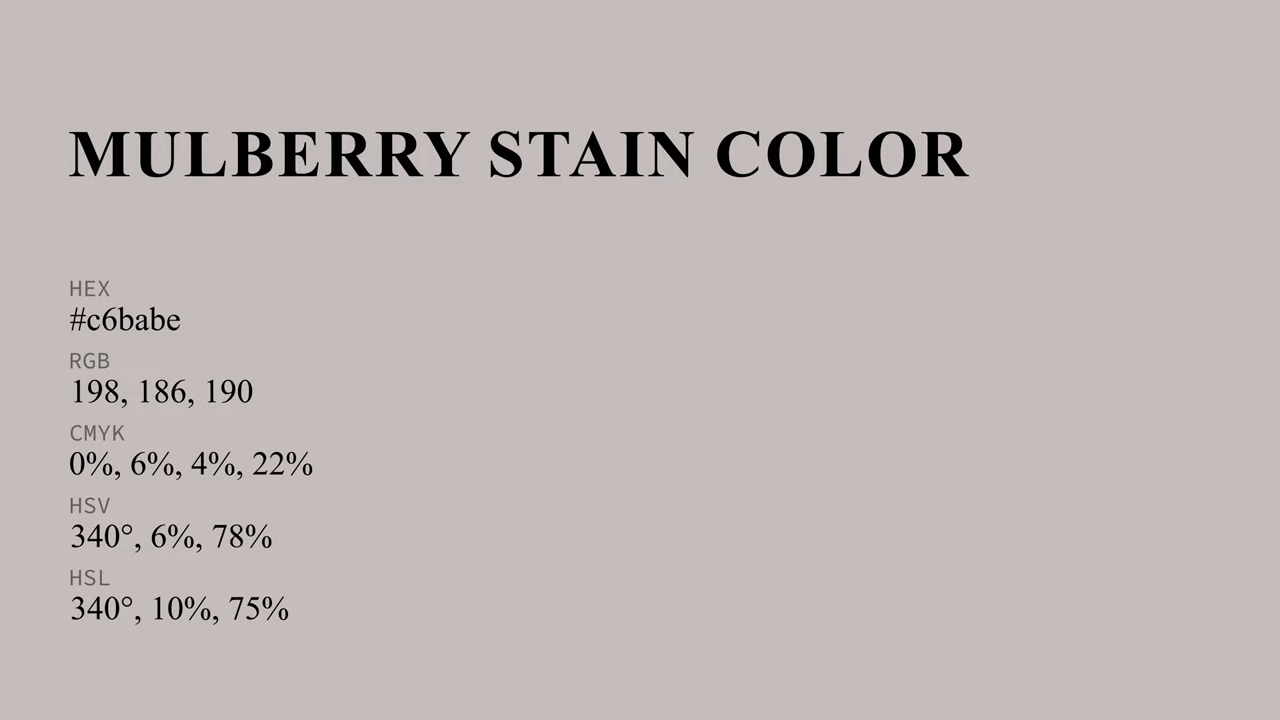 MULBERRY STAIN COLOR
HEX
#c6babe
RGB
198, 186, 190
CMYK
0%, 6%, 4%, 22%
HSV
340°, 6%, 78%
HSL
340°, 10%, 75%